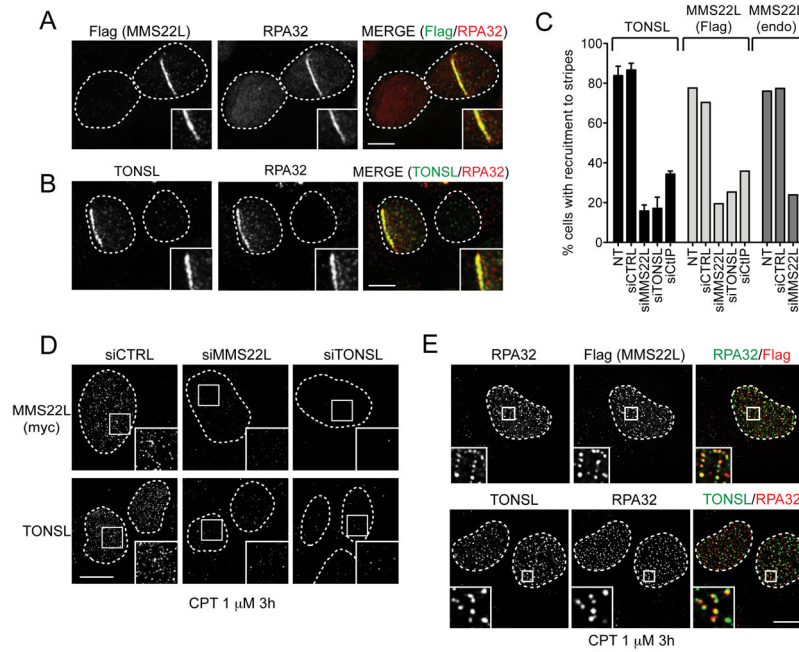 A
Flag (MMS22L)
RPA32
MERGE (Flag/RPA32)
B
TONSL
RPA32
MERGE (TONSL/RPA32)
C
TONSL
MMS22L
(Flag)
MMS22L
(endo)
% cells with recruitment to stripes
100
80
60
40
20
0
NT
siCTRL
siMMS22L
siTONSL
siCtIP
NT
siCTRL
siMMS22L
siTONSL
siCtIP
NT
siCTRL
siMMS22L
D
siCTRL
siMMS22L
siTONSL
MMS22L
(myc)
TONSL
CPT 1 μM 3h
E
RPA32
Flag (MMS22L)
RPA32/Flag
TONSL
RPA32
TONSL/RPA32
CPT 1 μM 3h